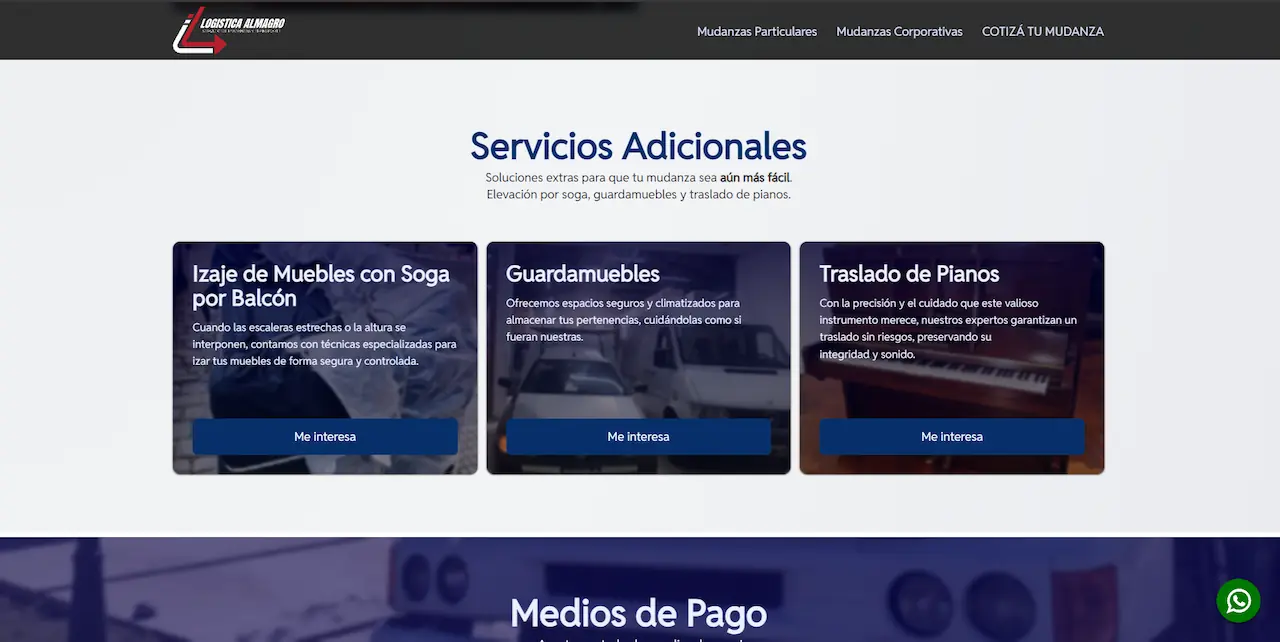 LOGISTICA ALMAGRO
Mudanzas Particulares
Mudanzas Corporativas
COTIZÁ TU MUDANZA
Servicios Adicionales
Soluciones extras para que tu mudanza sea aún más fácil.
Elevación por soga, guardamuebles y traslado de pianos.
Izaje de Muebles con Soga
por Balcón
Cuando las escaleras estrechas o la altura se
interponen, contamos con técnicas especializadas para
izar tus muebles de forma segura y controlada.
Me interesa
Guardamuebles
Ofrecemos espacios seguros y climatizados para
almacenar tus pertenencias, cuidándolas como si
fueran nuestras.
Me interesa
Traslado de Pianos
Con la precisión y el cuidado que este valioso
instrumento merece, nuestros expertos garantizan un
traslado sin riesgos, preservando su
integridad y sonido.
Me interesa
Medios de Pago